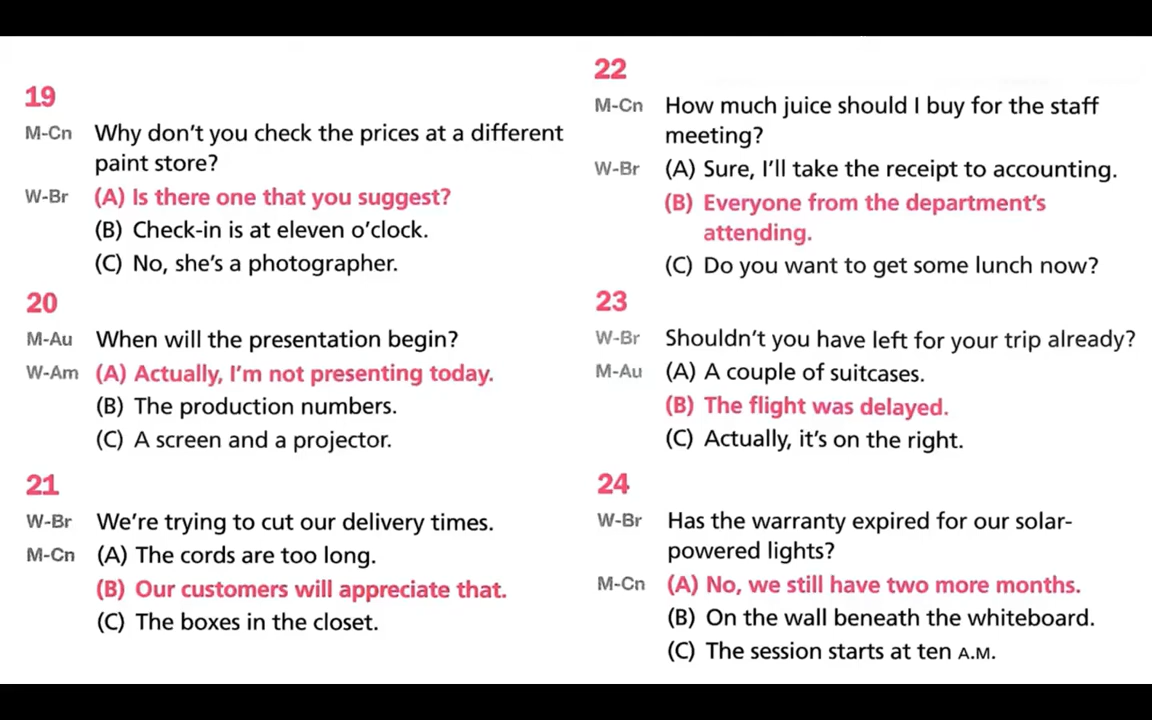 19
M-Cn Why don't you check the prices at a different
paint store?
W-Br (A) Is there one that you suggest?
(B) Check-in is at eleven o'clock.
(C) No, she's a photographer.
20
M-Au When will the presentation begin?
W-Am (A) Actually, I'm not presenting today.
(B) The production numbers.
(C) A screen and a projector.
21
W-Br We're trying to cut our delivery times.
M-Cn (A) The cords are too long.
(B) Our customers will appreciate that.
(C) The boxes in the closet.
22
M-Cn How much juice should I buy for the staff
meeting?
W-Br (A) Sure, I'll take the receipt to accounting.
(B) Everyone from the department's
attending.
(C) Do you want to get some lunch now?
23
W-Br Shouldn't you have left for your trip already?
M-Au (A) A couple of suitcases.
(B) The flight was delayed.
(C) Actually, it's on the right.
24
W-Br Has the warranty expired for our solar-
powered lights?
M-Cn (A) No, we still have two more months.
(B) On the wall beneath the whiteboard.
(C) The session starts at ten A.M.